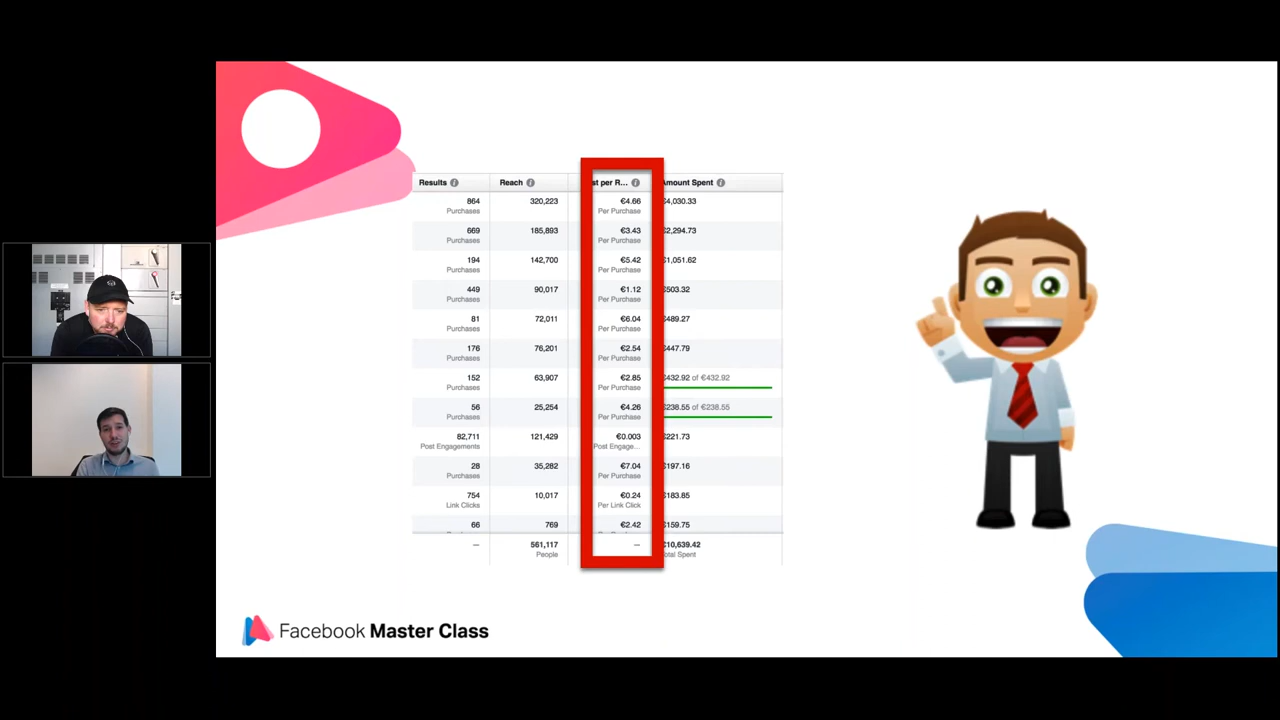 Results Reach st per R... Amount Spent
864 320,223 €4.66 €4,030.33
Purchases Per Purchase
669 185,893 €3.43 €2,294.73
Purchases Per Purchase
194 142,700 €5.42 €1,051.62
Purchases Per Purchase
449 90,017 €1.12 €503.32
Purchases Per Purchase
81 72,011 €6.04 €489.27
Purchases Per Purchase
176 76,201 €2.54 €447.79
Purchases Per Purchase
152 63,907 €2.85 €432.92 of €432.92
Purchases Per Purchase
56 25,254 €4.26 €238.55 of €238.55
Purchases Per Purchase
82,711 121,429 €0.003 €221.73
Post Engagements Post Engage...
28 35,282 €7.04 €197.16
Purchases Per Purchase
754 10,017 €0.24 €183.85
Link Clicks Per Link Click
66 769 €2.42 €159.75
— 561,117 — €10,639.42
People Total Spent
Facebook Master Class